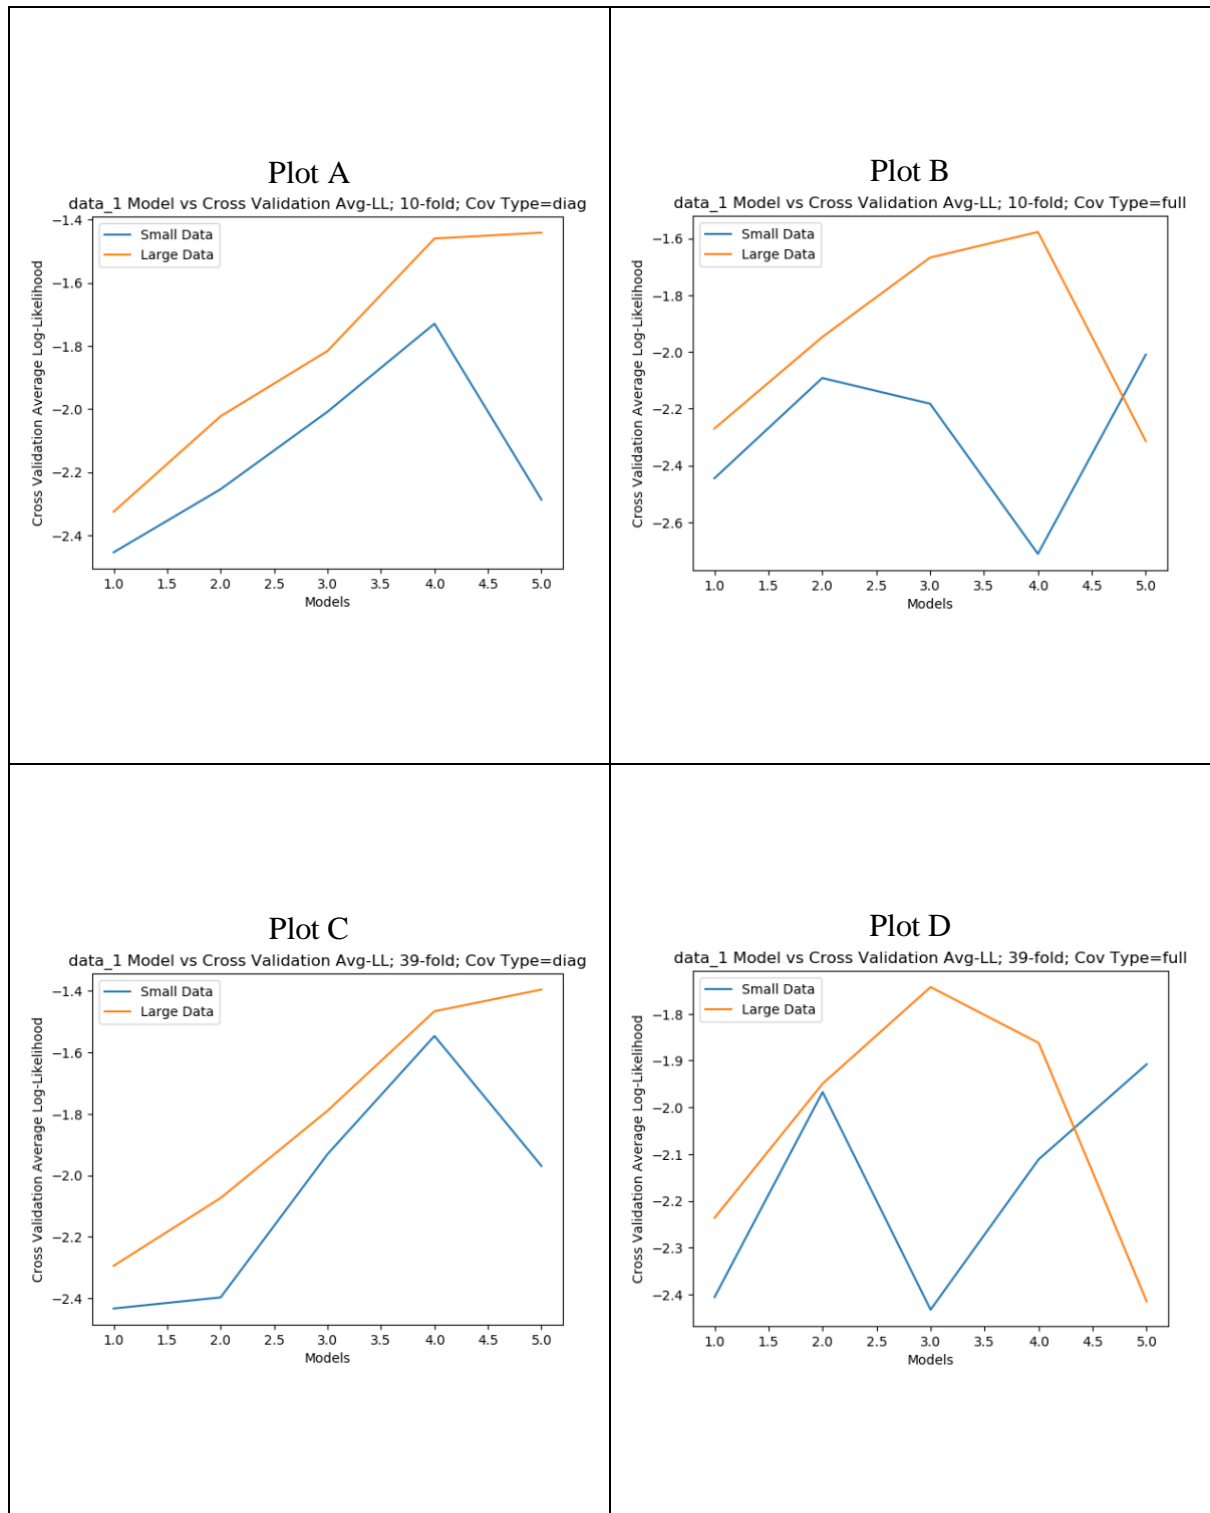 Plot A
data_1 Model vs Cross Validation Avg-LL; 10-fold; Cov Type=diag
Small Data
Large Data
Cross Validation Average Log-Likelihood
−1.4
−1.6
−1.8
−2.0
−2.2
−2.4
1.0 1.5 2.0 2.5 3.0 3.5 4.0 4.5 5.0
Models
Plot B
data_1 Model vs Cross Validation Avg-LL; 10-fold; Cov Type=full
Small Data
Large Data
Cross Validation Average Log-Likelihood
−1.6
−1.8
−2.0
−2.2
−2.4
−2.6
1.0 1.5 2.0 2.5 3.0 3.5 4.0 4.5 5.0
Models
Plot C
data_1 Model vs Cross Validation Avg-LL; 39-fold; Cov Type=diag
Small Data
Large Data
Cross Validation Average Log-Likelihood
−1.4
−1.6
−1.8
−2.0
−2.2
−2.4
1.0 1.5 2.0 2.5 3.0 3.5 4.0 4.5 5.0
Models
Plot D
data_1 Model vs Cross Validation Avg-LL; 39-fold; Cov Type=full
Small Data
Large Data
Cross Validation Average Log-Likelihood
−1.8
−1.9
−2.0
−2.1
−2.2
−2.3
−2.4
1.0 1.5 2.0 2.5 3.0 3.5 4.0 4.5 5.0
Models